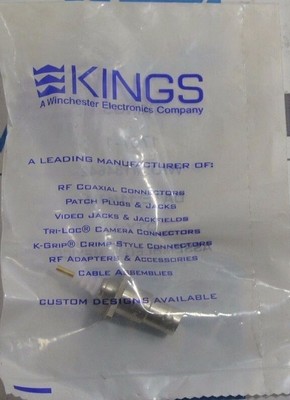 KINGS
A Winchester Electronics Company
A LEADING MANUFACTURER OF:
RF COAXIAL CONNECTORS
PATCH PLUGS & JACKS
VIDEO JACKS & JACKFIELDS
TRI-LOC® CAMERA CONNECTORS
K-GRIP® CRIMP STYLE CONNECTORS
RF ADAPTERS & ACCESSORIES
CABLE ASSEMBLIES
CUSTOM DESIGNS AVAILABLE